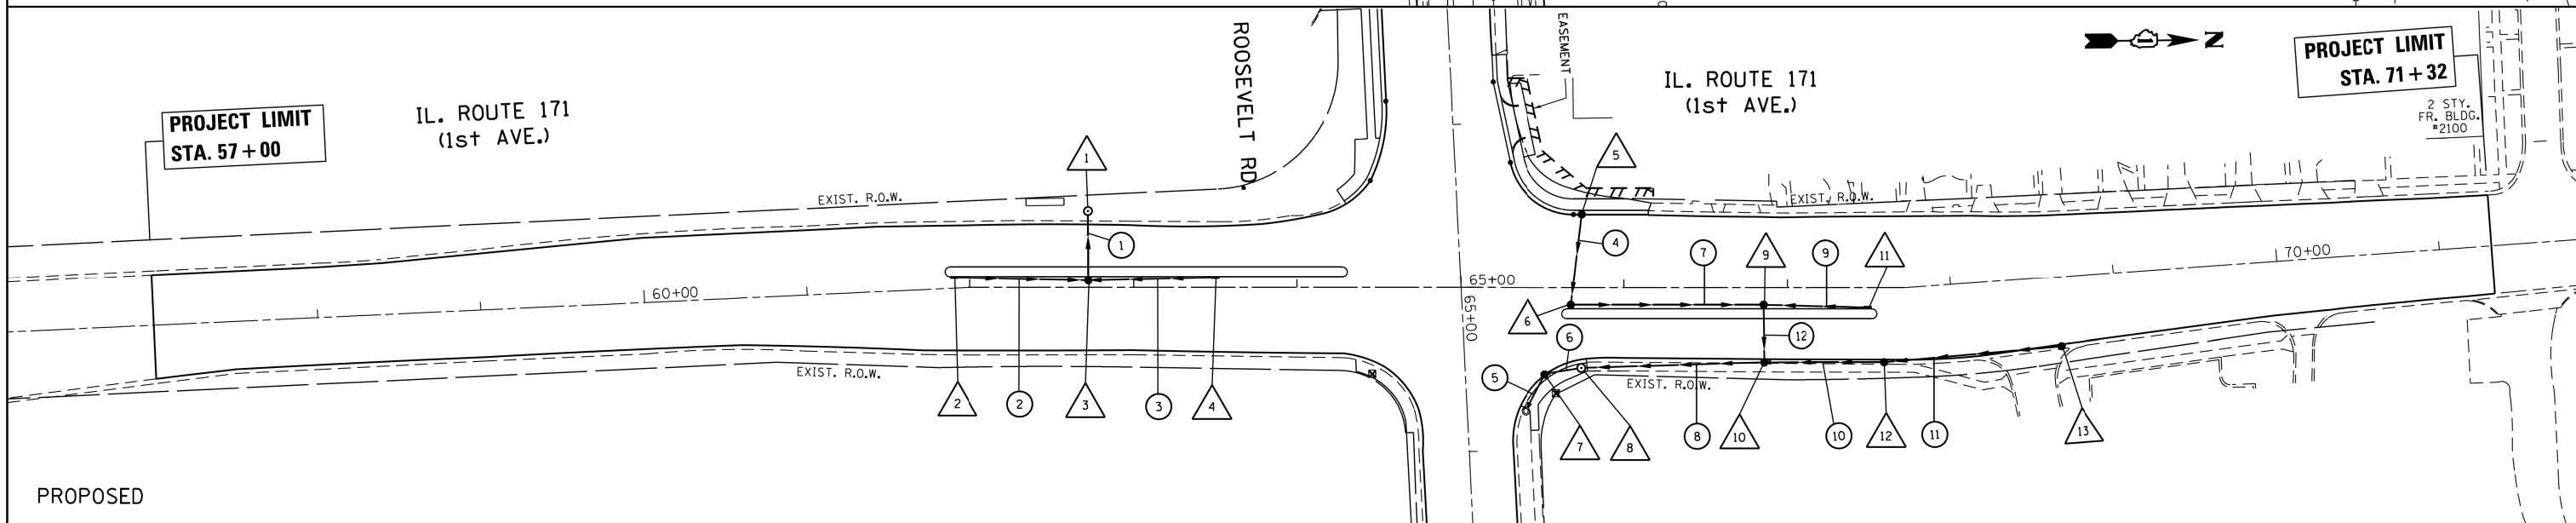 PROJECT LIMIT
STA. 57+00
IL. ROUTE 171
(1st AVE.)
ROOSEVELT RD.
EASEMENT
IL. ROUTE 171
(1st AVE.)
N
PROJECT LIMIT
STA. 71+32
2 STY.
FR. BLDG.
#2100
EXIST. R.O.W.
EXIST. R.O.W.
1
1
5
4
7
9
9
11
60+00
65+00
65+00
70+00
6
6
12
EXIST. R.O.W.
EXIST. R.O.W.
2
2
3
3
4
5
7
8
8
10
10
12
11
13
PROPOSED